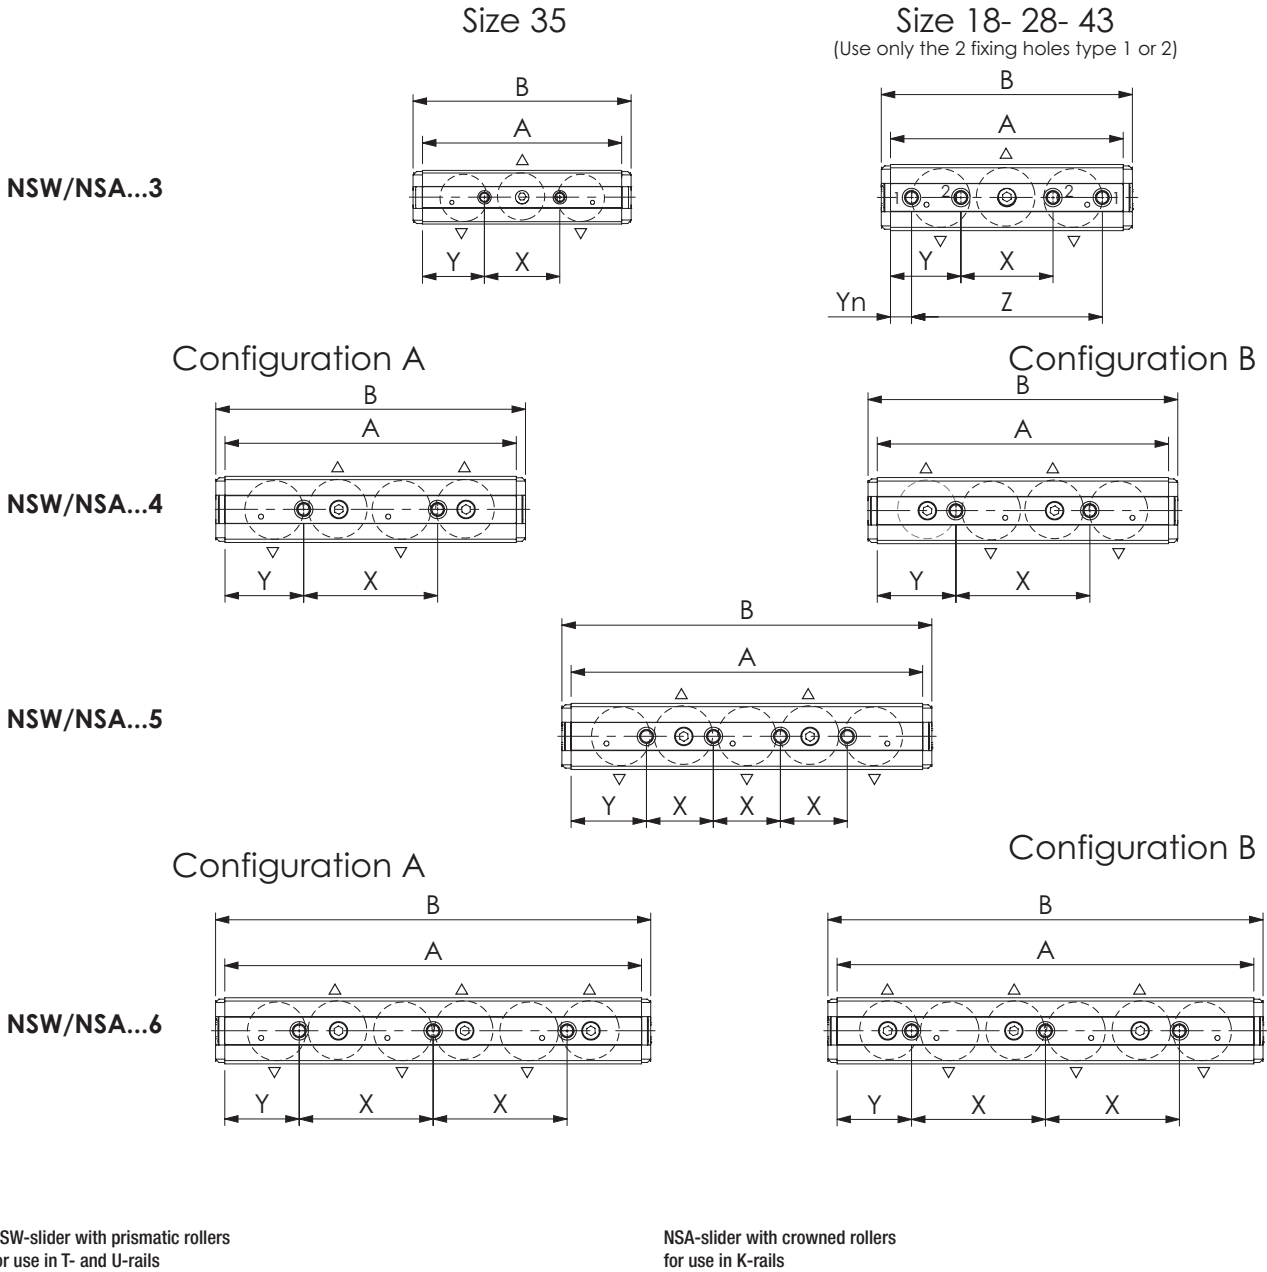 Size 35
Size 18- 28- 43
(Use only the 2 fixing holes type 1 or 2)
B
A
B
A
NSW/NSA...3
1
2
2
1
Y
X
Y
X
Yn
Z
Configuration A
Configuration B
B
A
B
A
NSW/NSA...4
Y
X
Y
X
B
A
NSW/NSA...5
Y
X
X
X
Configuration A
Configuration B
B
A
B
A
NSW/NSA...6
Y
X
X
Y
X
X
SW-slider with prismatic rollers
or use in T- and U-rails
NSA-slider with crowned rollers
for use in K-rails